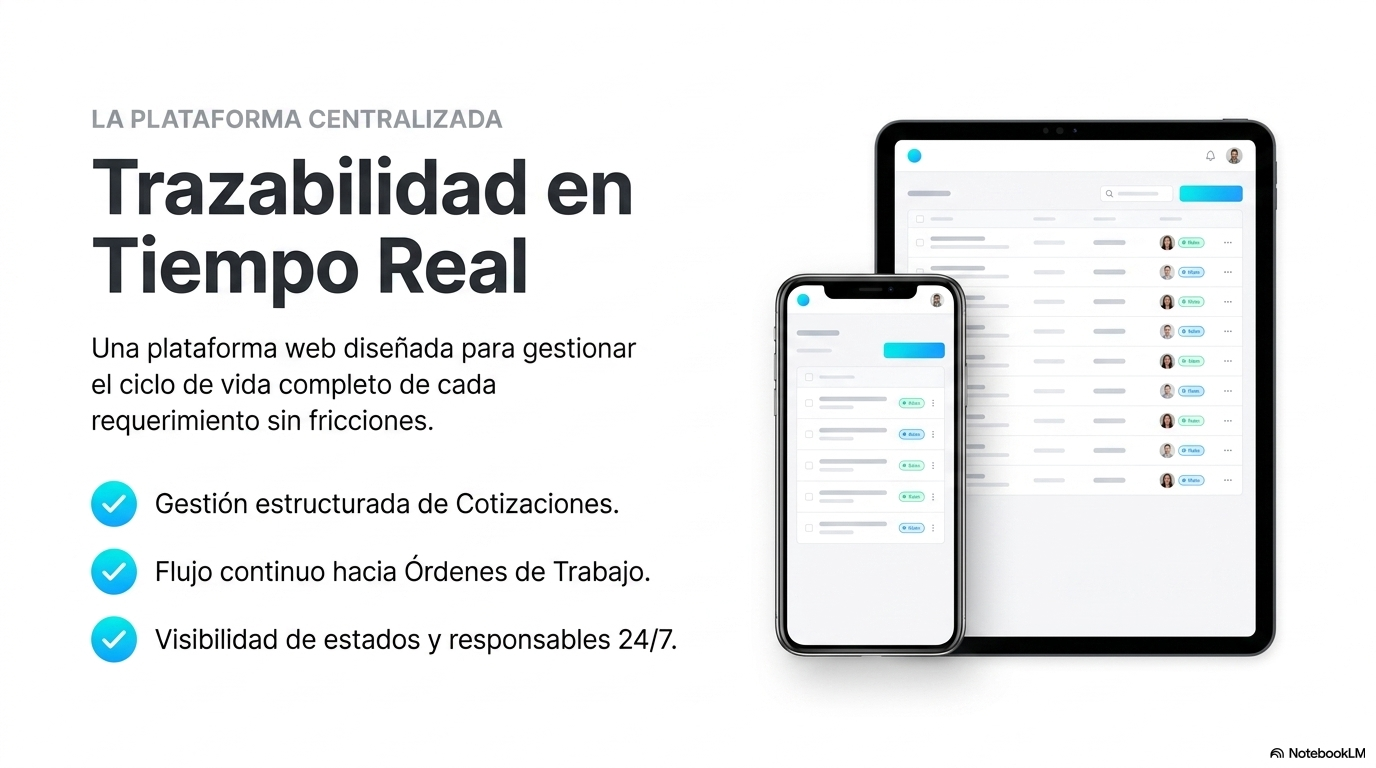 LA PLATAFORMA CENTRALIZADA
Trazabilidad en
Tiempo Real
Una plataforma web diseñada para gestionar
el ciclo de vida completo de cada
requerimiento sin fricciones.
Gestión estructurada de Cotizaciones.
Flujo continuo hacia Órdenes de Trabajo.
Visibilidad de estados y responsables 24/7.
NotebookLM